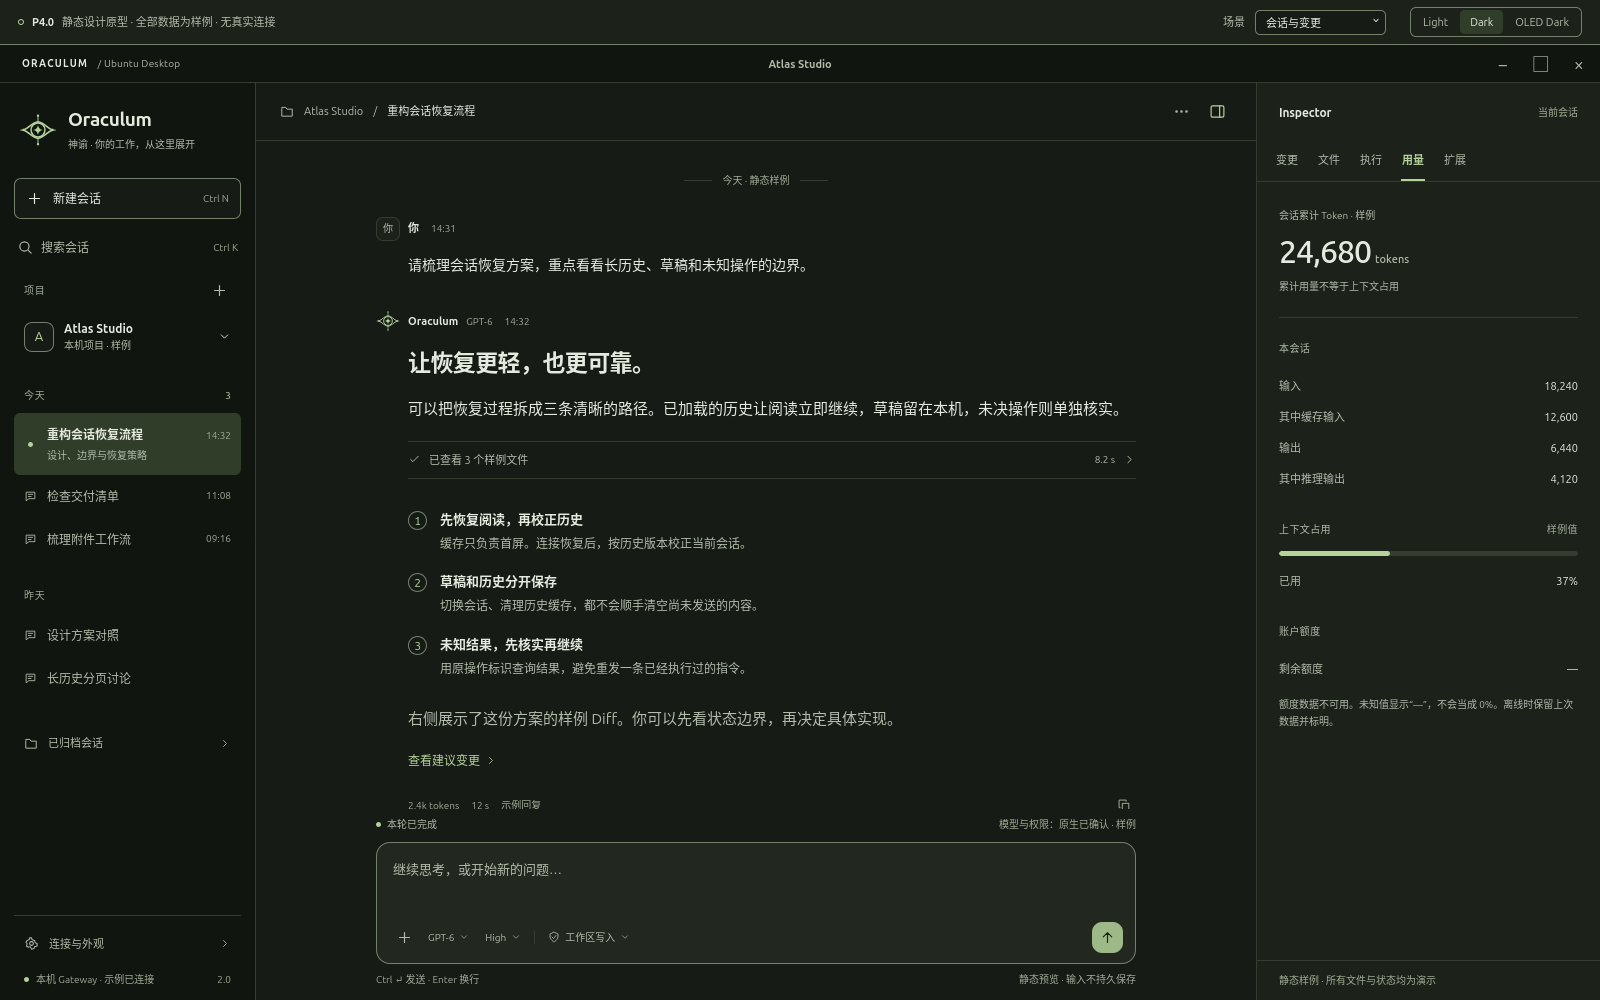 P4.0 静态设计原型 · 全部数据为样例 · 无真实连接
场景 会话与变更 Light Dark OLED Dark
ORACULUM / Ubuntu Desktop
Atlas Studio
Oraculum
神谕 · 你的工作，从这里展开
新建会话 Ctrl N
搜索会话 Ctrl K
项目
A
Atlas Studio
本机项目 · 样例
今天 3
重构会话恢复流程 14:32
设计、边界与恢复策略
检查交付清单 11:08
梳理附件工作流 09:16
昨天
设计方案对照
长历史分页讨论
已归档会话
连接与外观
本机 Gateway · 示例已连接 2.0
Atlas Studio / 重构会话恢复流程
今天 · 静态样例
你 你 14:31
请梳理会话恢复方案，重点看看长历史、草稿和未知操作的边界。
Oraculum GPT-6 14:32
让恢复更轻，也更可靠。
可以把恢复过程拆成三条清晰的路径。已加载的历史让阅读立即继续，草稿留在本机，未决操作则单独核实。
已查看 3 个样例文件 8.2 s
1 先恢复阅读，再校正历史
缓存只负责首屏。连接恢复后，按历史版本校正当前会话。
2 草稿和历史分开保存
切换会话、清理历史缓存，都不会顺手清空尚未发送的内容。
3 未知结果，先核实再继续
用原操作标识查询结果，避免重发一条已经执行过的指令。
右侧展示了这份方案的样例 Diff。你可以先看状态边界，再决定具体实现。
查看建议变更
2.4k tokens 12 s 示例回复
本轮已完成 模型与权限：原生已确认 · 样例
继续思考，或开始新的问题…
GPT-6 High 工作区写入
Ctrl ↵ 发送 · Enter 换行 静态预览 · 输入不持久保存
Inspector 当前会话
变更 文件 执行 用量 扩展
会话累计 Token · 样例
24,680 tokens
累计用量不等于上下文占用
本会话
输入 18,240
其中缓存输入 12,600
输出 6,440
其中推理输出 4,120
上下文占用 样例值
已用 37%
账户额度
剩余额度 —
额度数据不可用。未知值显示“—”，不会当成 0%。离线时保留上次
数据并标明。
静态样例 · 所有文件与状态均为演示